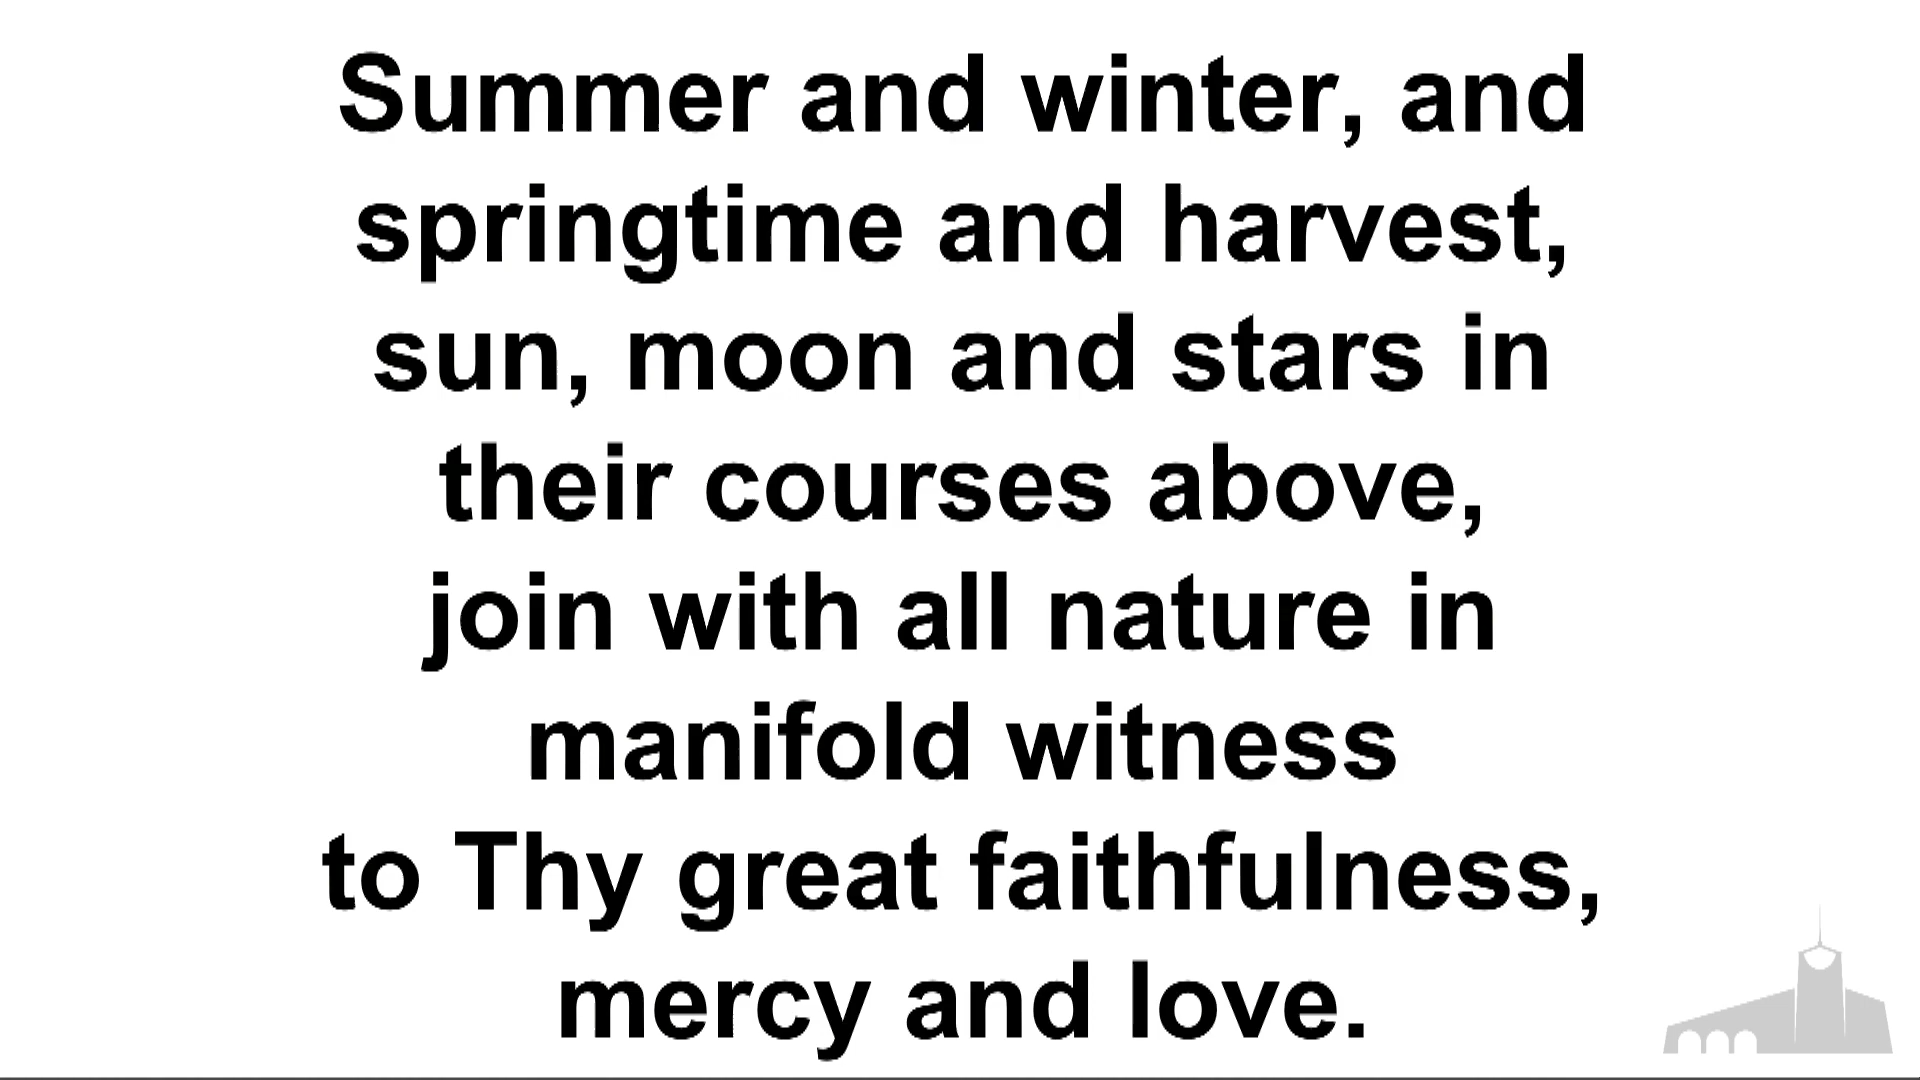 Summer and winter, and
springtime and harvest,
sun, moon and stars in
their courses above,
join with all nature in
manifold witness
to Thy great faithfulness,
mercy and love.